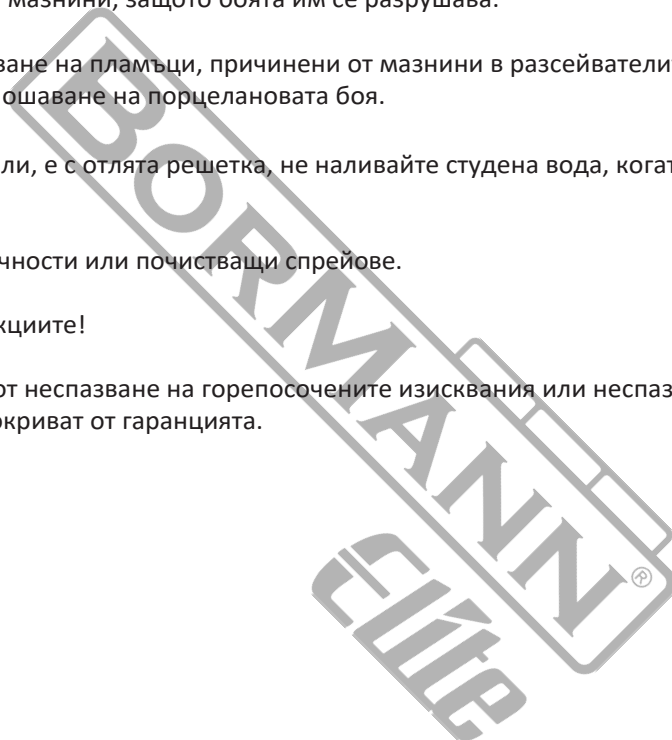 мазнини, защото боята им се разрушава.
ване на пламъци, причинени от мазнини в разсейватели
ошаване на порцелановата боя.
ли, е с отлята решетка, не наливайте студена вода, когат
чности или почистващи спрейове.
кциите!
от неспазване на горепосочените изисквания или неспаз
окриват от гаранцията.
BORMANN®
Elite